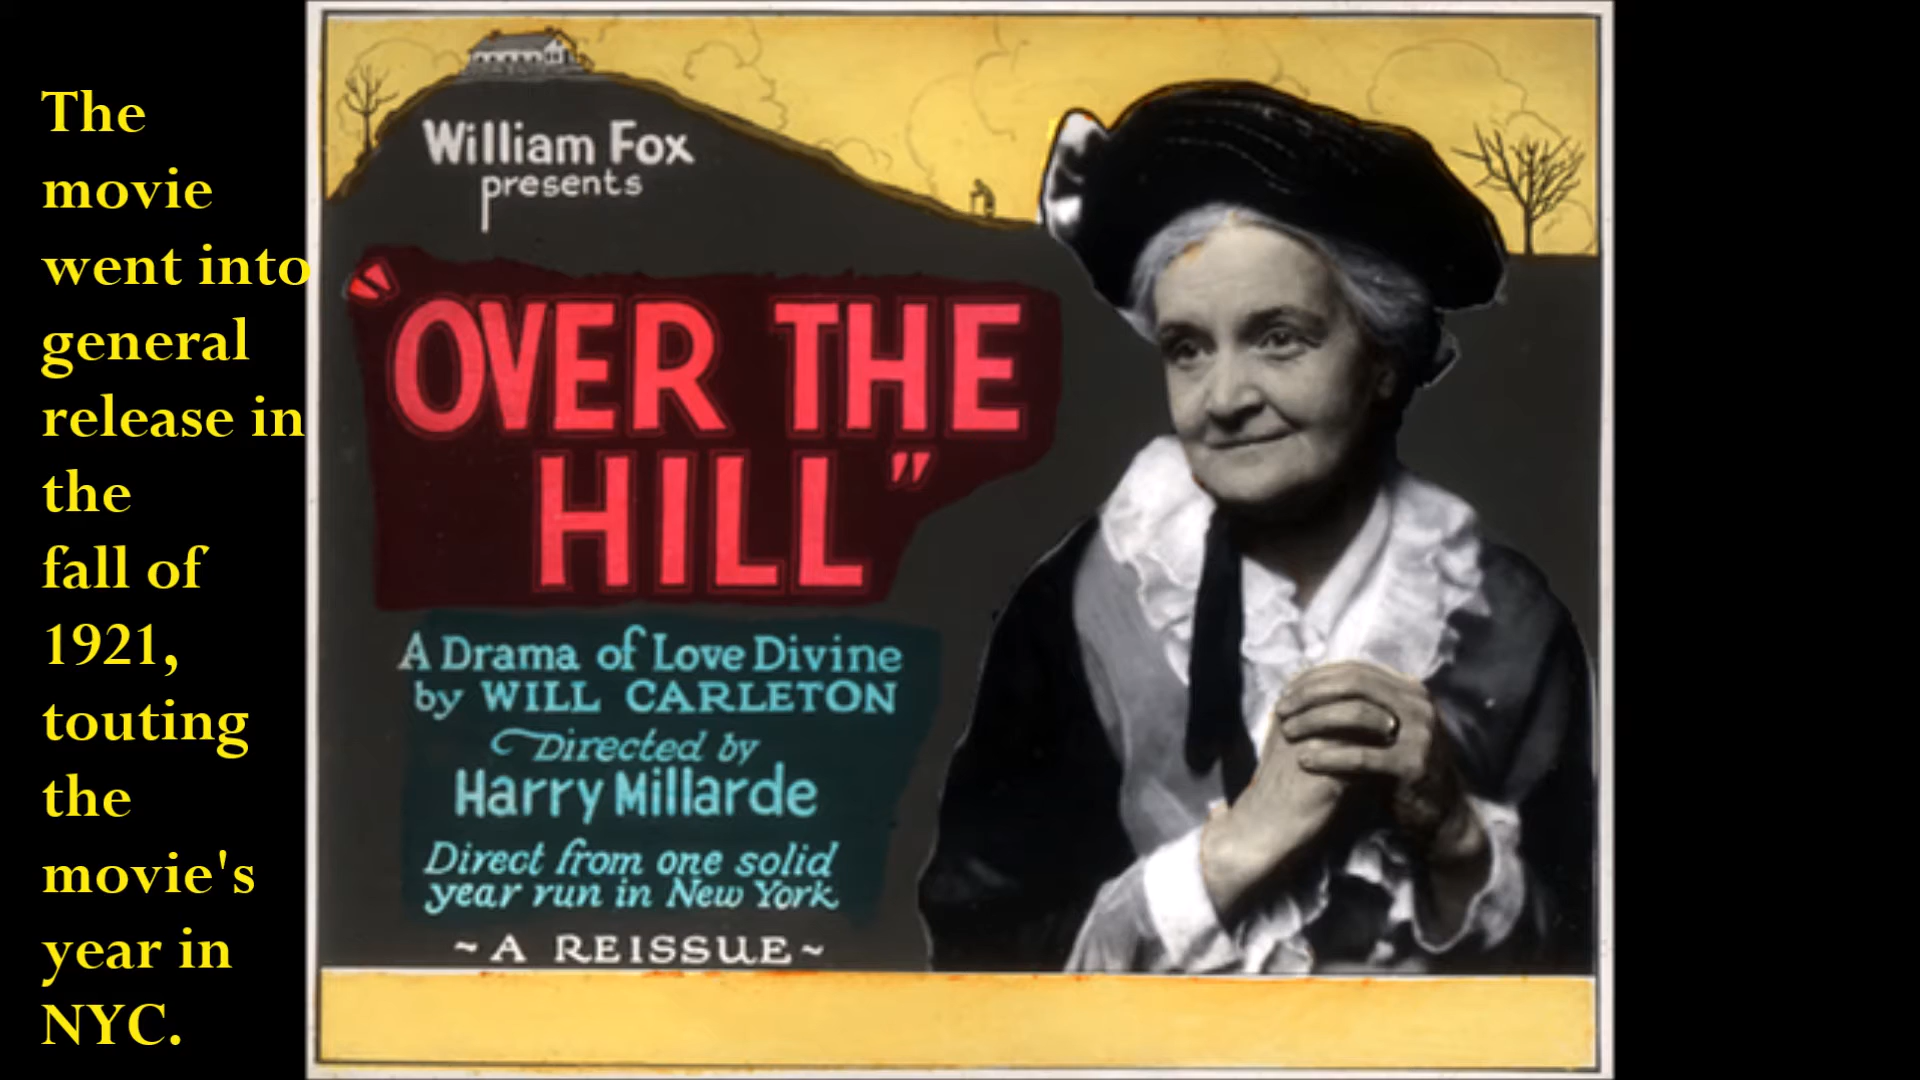 The
movie
went into
general
release in
the
fall of
1921,
touting
the
movie's
year in
NYC.
William Fox
presents
"OVER THE
HILL"
A Drama of Love Divine
by WILL CARLETON
Directed by
Harry Millarde
Direct from one solid
year run in New York
~ A REISSUE ~